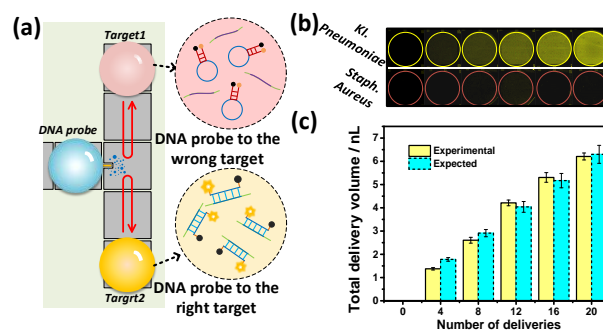 (a)
Target1
DNA probe
Targrt2
DNA probe to the
wrong target
DNA probe to the
right target
(b)
Kl.
Pneumoniae
Staph.
Aureus
(c)
Total delivery volume / nL
7
6
5
4
3
2
1
0
Experimental
Expected
0 4 8 12 16 20
Number of deliveries